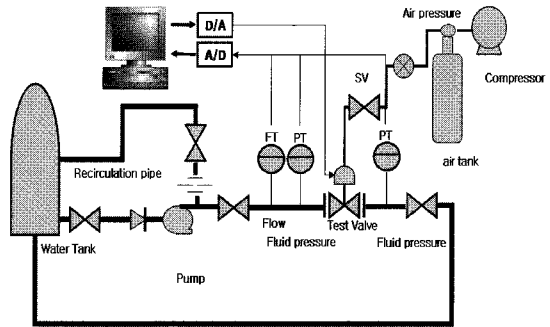 D/A
Air pressure
A/D
SV
Compressor
FT
PT
PT
air tank
Recirculation pipe
Flow
Test Valve
Water Tank
Fluid pressure
Fluid pressure
Pump